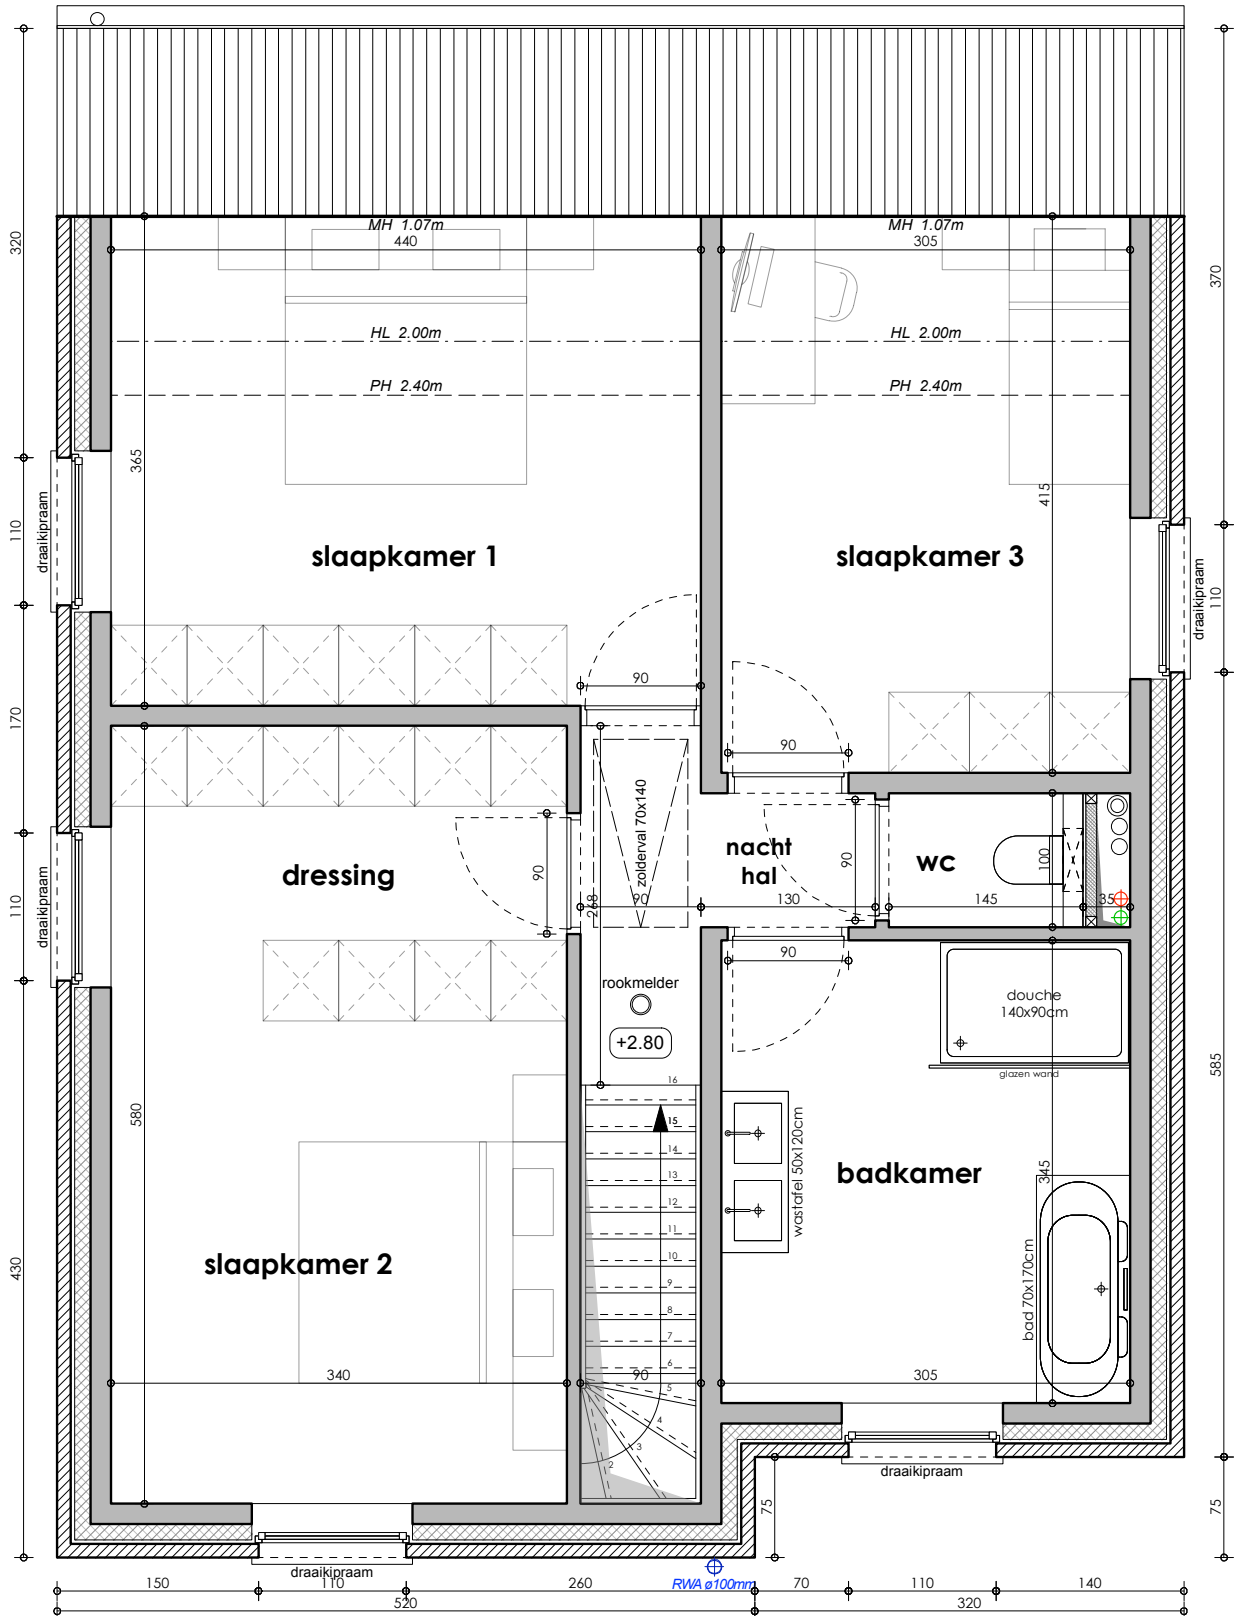 MH 1.07m
440
MH 1.07m
305
320
370
HL 2.00m
HL 2.00m
PH 2.40m
PH 2.40m
365
415
110
draaikipraam
slaapkamer 1
slaapkamer 3
110
draaikipraam
90
170
90
zolderval 70x140
dressing
90
nacht
hal
90
wc
100
110
draaikipraam
268
90
130
145
35
90
rookmelder
+2.80
douche
140x90cm
glazen wand
585
580
16
15
14
13
12
11
10
9
8
7
6
5
4
3
2
wastafel 50x120cm
badkamer
345
bad 70x170cm
slaapkamer 2
430
340
90
305
draaikipraam
75
75
draaikipraam
RWA ø100mm
150
110
260
70
110
140
520
320